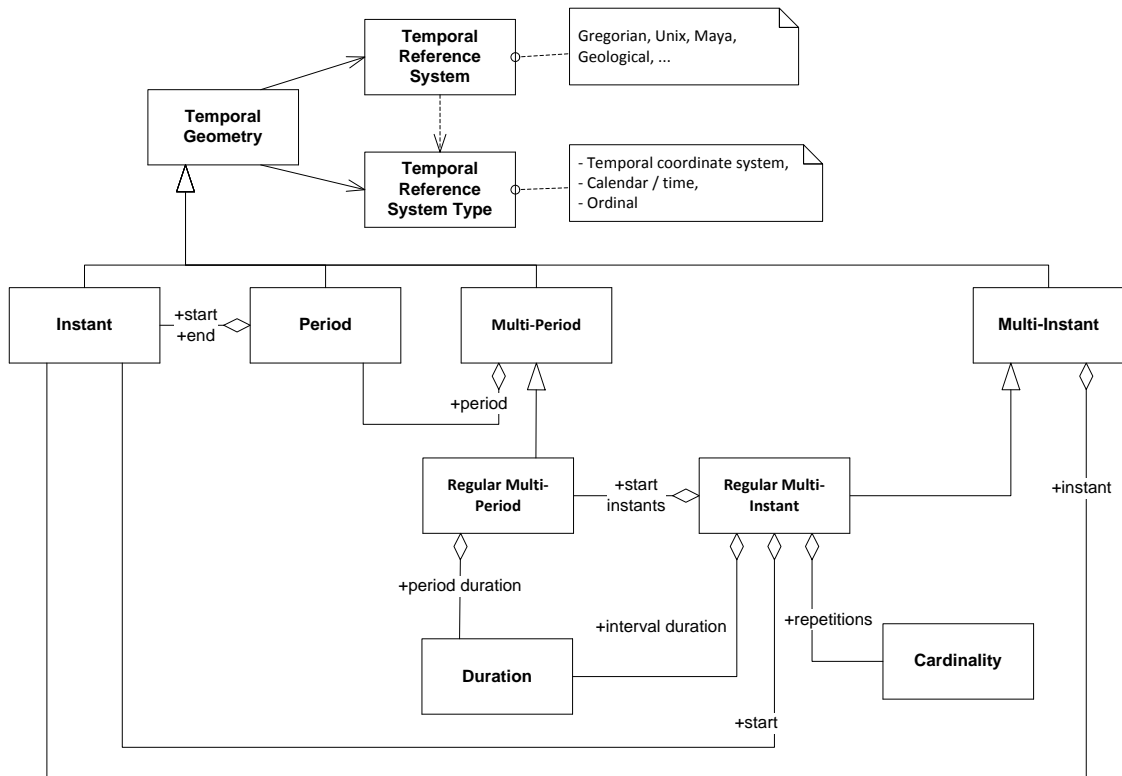 Temporal
Reference
System
Gregorian, Unix, Maya,
Geological, ...
Temporal
Geometry
Temporal
Reference
System Type
- Temporal coordinate system,
- Calendar / time,
- Ordinal
Instant
+start
+end
Period
Multi-Period
Multi-Instant
+period
Regular Multi-
Period
+start
instants
Regular Multi-
Instant
+instant
+period duration
+interval duration
+repetitions
Duration
Cardinality
+start